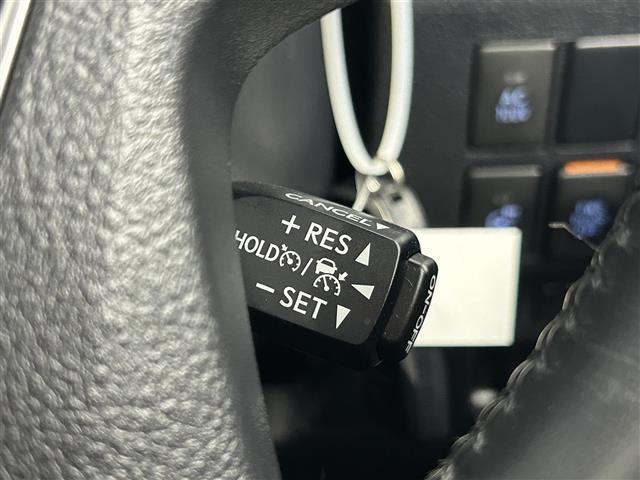 CANCEL▼
+ RES ▲
HOLD / ◄
- SET ▼
ON-OFF
AC
100V